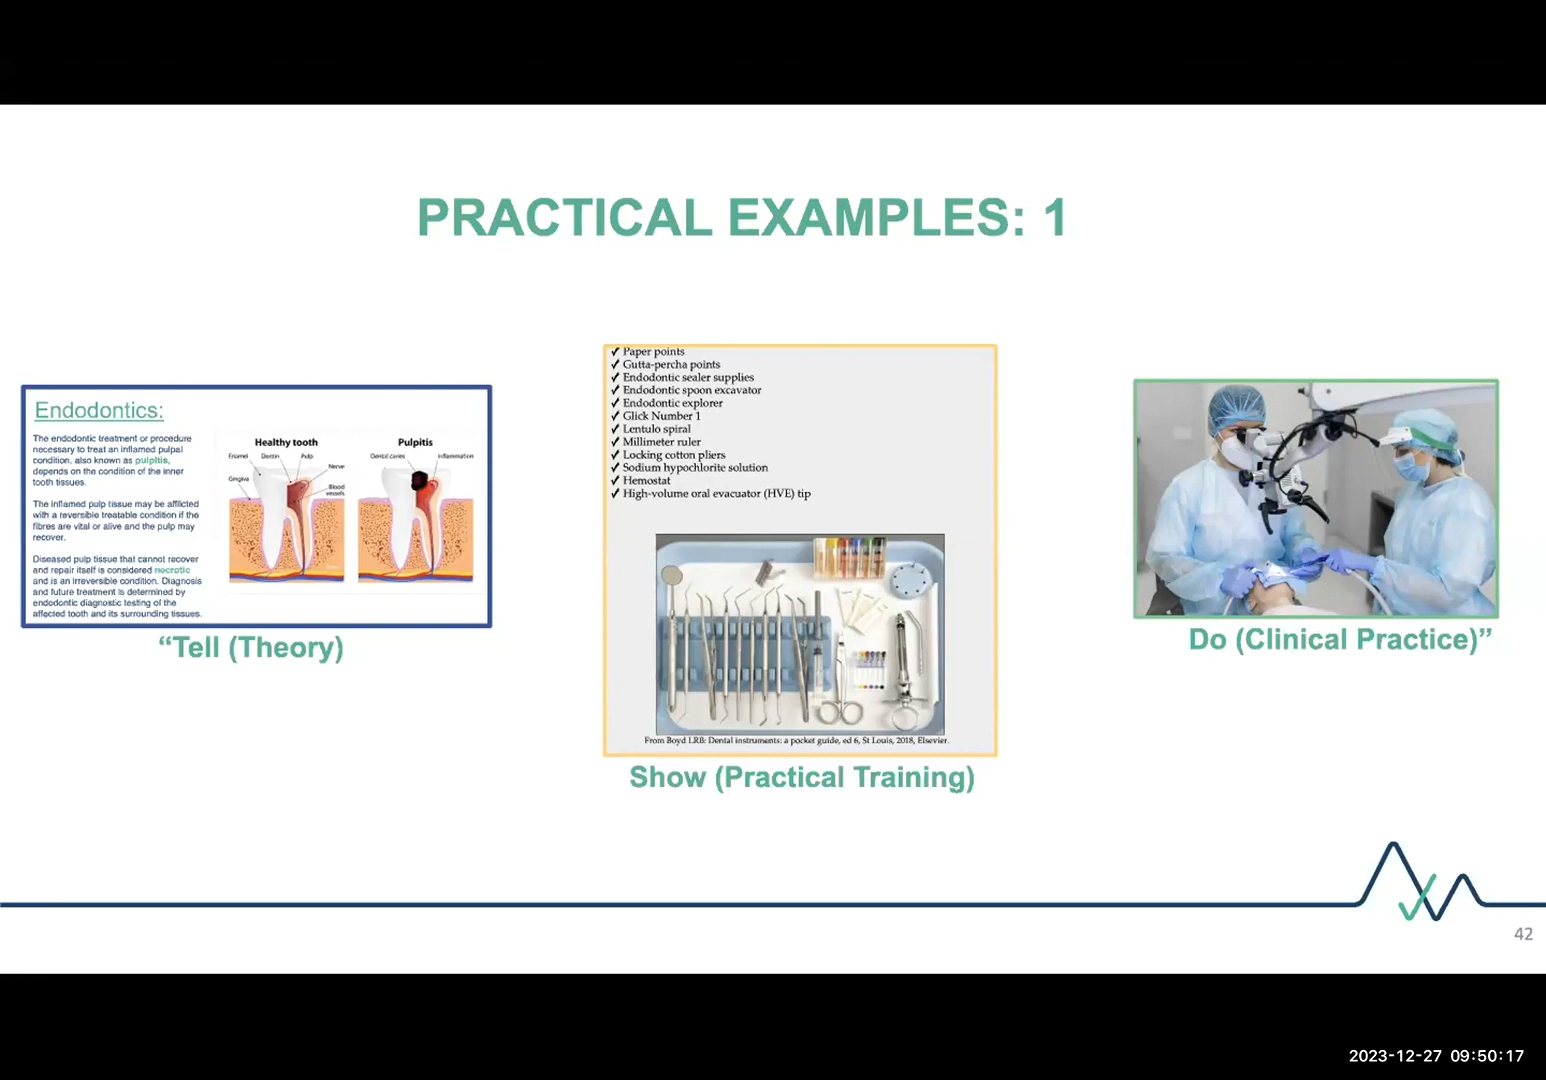 PRACTICAL EXAMPLES: 1
Endodontics:
The endodontic treatment or procedure
necessary to treat an inflamed pulpal
condition, also known as pulpitis,
depends on the condition of the inner
tooth tissues.
The inflamed pulp tissue may be afflicted
with a reversible treatable condition if the
fibres are vital or alive and the pulp may
recover.
Diseased pulp tissue that cannot recover
and repair itself is considered necrotic
and is an irreversible condition. Diagnosis
and future treatment is determined by
endodontic diagnostic testing of the
affected tooth and its surrounding tissues.
Healthy tooth
Enamel Dentin Pulp
Nerve
Gingiva
Blood
vessels
Pulpitis
Dental caries Inflammation
“Tell (Theory)
✓ Paper points
✓ Gutta-percha points
✓ Endodontic sealer supplies
✓ Endodontic spoon excavator
✓ Endodontic explorer
✓ Glick Number 1
✓ Lentulo spiral
✓ Millimeter ruler
✓ Locking cotton pliers
✓ Sodium hypochlorite solution
✓ Hemostat
✓ High-volume oral evacuator (HVE) tip
From Boyd LRB: Dental instruments: a pocket guide, ed 6, St Louis, 2018, Elsevier.
Show (Practical Training)
Do (Clinical Practice)”
42
2023-12-27 09:50:17